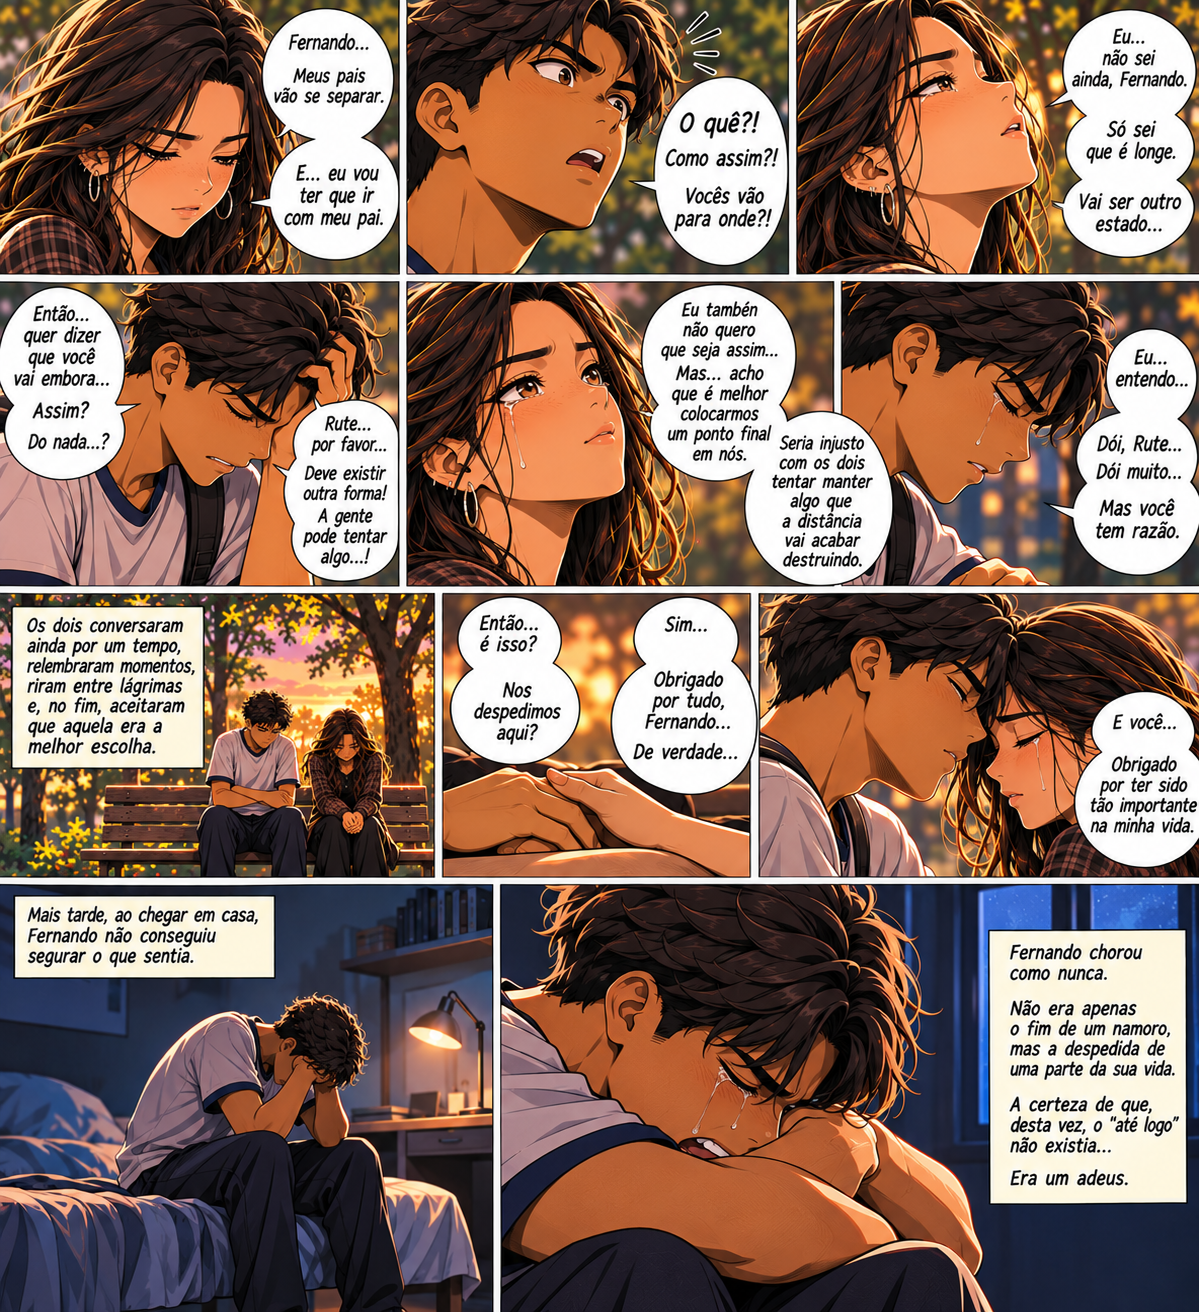 Fernando...
Meus pais
vão se separar.
E... eu vou
ter que ir
com meu pai.
O quê?!
Como assim?!
Vocês vão
para onde?!
Eu...
não sei
ainda, Fernando.
Só sei
que é longe.
Vai ser outro
estado...
Então...
quer dizer
que você
vai embora...
Assim?
Do nada...?
Rute...
por favor...
Deve existir
outra forma!
A gente
pode tentar
algo...!
Eu tambén
não quero
que seja assim...
Mas... acho
que é melhor
colocarmos
um ponto final
em nós.
Seria injusto
com os dois
tentar manter
algo que
a distância
vai acabar
destruindo.
Eu...
entendo...
Dói, Rute...
Dói muito...
Mas você
tem razão.
Os dois conversaram
ainda por um tempo,
relembraram momentos,
riram entre lágrimas
e, no fim, aceitaram
que aquela era a
melhor escolha.
Então...
é isso?
Nos
despedimos
aqui?
Sim...
Obrigado
por tudo,
Fernando...
De verdade...
E você...
Obrigado
por ter sido
tão importante
na minha vida.
Mais tarde, ao chegar em casa,
Fernando não conseguiu
segurar o que sentia.
Fernando chorou
como nunca.
Não era apenas
o fim de um namoro,
mas a despedida de
uma parte da sua vida.
A certeza de que,
desta vez, o "até logo"
não existia...
Era um adeus.